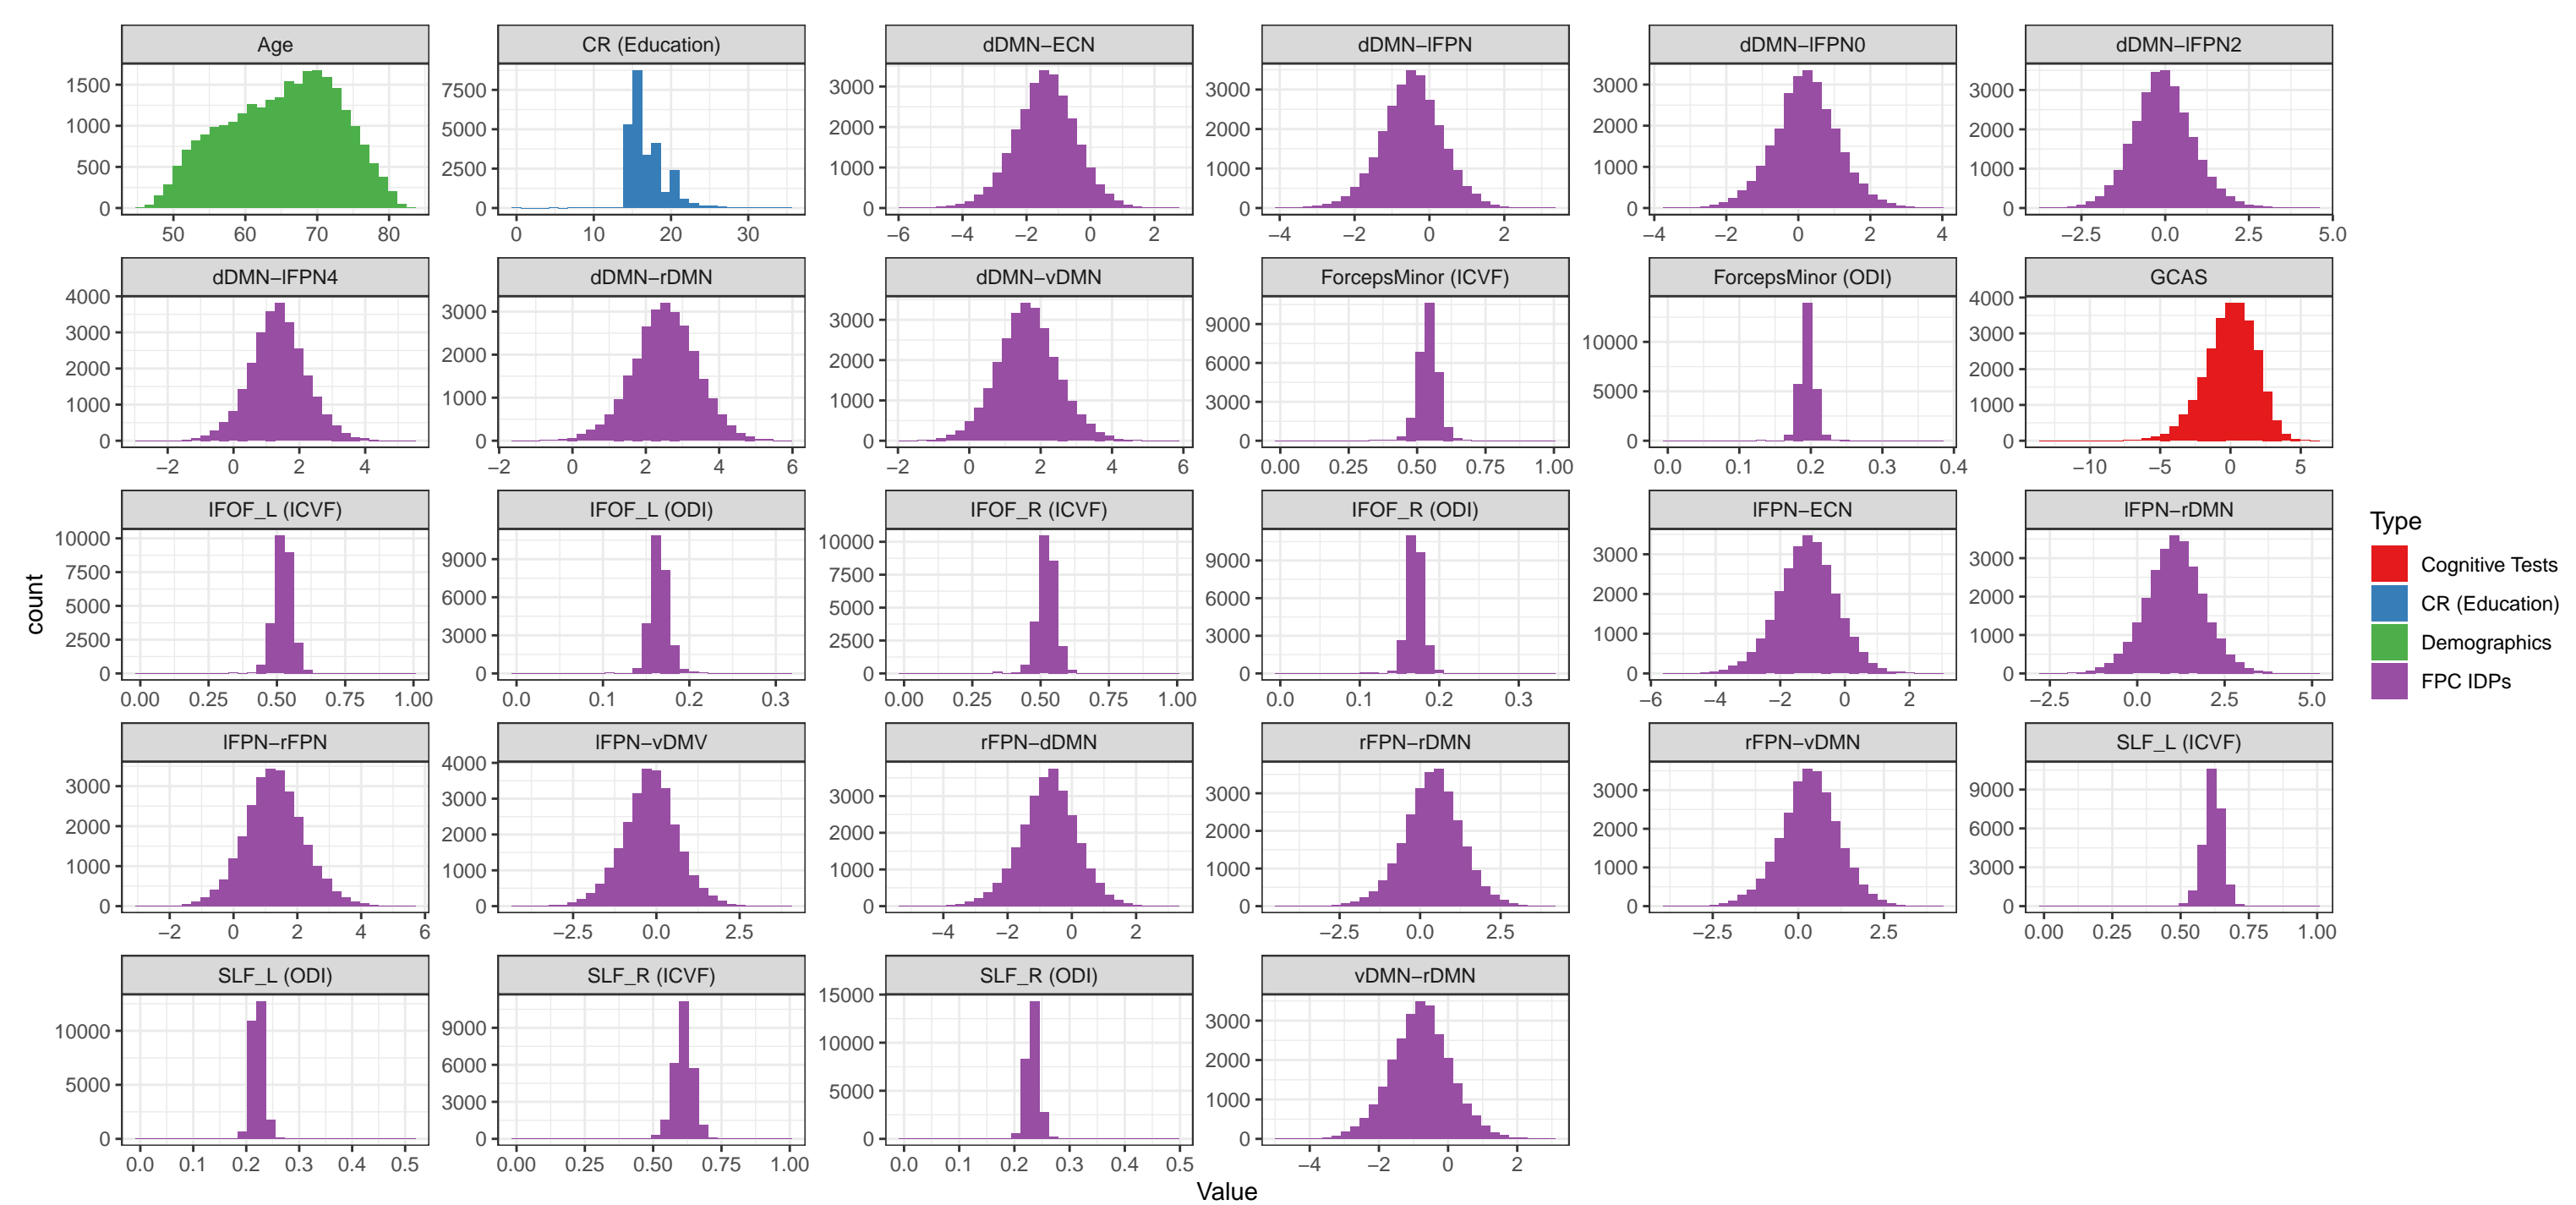 Age CR (Education) dDMN−ECN dDMN−lFPN dDMN−lFPN0 dDMN−lFPN2
1500 1000 500 0 7500 5000 2500 0 3000 2000 1000 0 3000 2000 1000 0 3000 2000 1000 0 3000 2000 1000 0
50 60 70 80 0 10 20 30 −6 −4 −2 0 2 −4 −2 0 2 −4 −2 0 2 4 −2.5 0.0 2.5 5.0
dDMN−lFPN4 dDMN−rDMN dDMN−vDMN ForcepsMinor (ICVF) ForcepsMinor (ODI) GCAS
4000 3000 2000 1000 0 3000 2000 1000 0 3000 2000 1000 0 9000 6000 3000 0 10000 5000 0 4000 3000 2000 1000 0
−2 0 2 4 −2 0 2 4 6 −2 0 2 4 6 0.00 0.25 0.50 0.75 1.00 0.0 0.1 0.2 0.3 0.4 −10 −5 0 5
IFOF_L (ICVF) IFOF_L (ODI) IFOF_R (ICVF) IFOF_R (ODI) lFPN−ECN lFPN−rDMN
10000 7500 5000 2500 0 9000 6000 3000 0 10000 7500 5000 2500 0 9000 6000 3000 0 3000 2000 1000 0 3000 2000 1000 0
0.00 0.25 0.50 0.75 1.00 0.0 0.1 0.2 0.3 0.00 0.25 0.50 0.75 1.00 0.0 0.1 0.2 0.3 −6 −4 −2 0 2 −2.5 0.0 2.5 5.0
lFPN−rFPN lFPN−vDMV rFPN−dDMN rFPN−rDMN rFPN−vDMN SLF_L (ICVF)
3000 2000 1000 0 4000 3000 2000 1000 0 3000 2000 1000 0 3000 2000 1000 0 3000 2000 1000 0 9000 6000 3000 0
−2 0 2 4 6 −2.5 0.0 2.5 −4 −2 0 2 −2.5 0.0 2.5 −2.5 0.0 2.5 0.00 0.25 0.50 0.75 1.00
SLF_L (ODI) SLF_R (ICVF) SLF_R (ODI) vDMN−rDMN
10000 5000 0 9000 6000 3000 0 15000 10000 5000 0 3000 2000 1000 0
0.0 0.1 0.2 0.3 0.4 0.5 0.00 0.25 0.50 0.75 1.00 0.0 0.1 0.2 0.3 0.4 0.5 −4 −2 0 2
count
Value
Type
Cognitive Tests
CR (Education)
Demographics
FPC IDPs